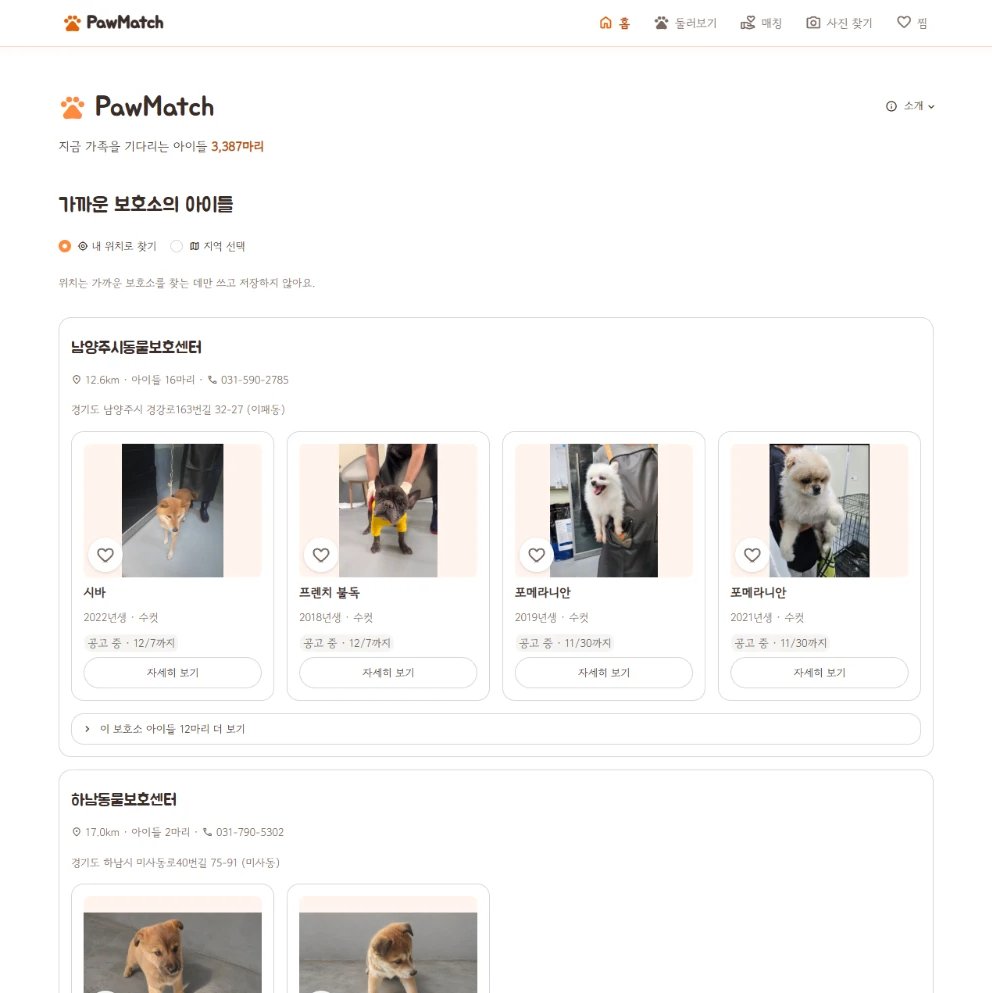 PawMatch
홈 둘러보기 매칭 사진 찾기 찜
PawMatch
소개
지금 가족을 기다리는 아이들 3,387마리
가까운 보호소의 아이들
내 위치로 찾기 지역 선택
위치는 가까운 보호소를 찾는 데만 쓰고 저장하지 않아요.
남양주시동물보호센터
12.6km · 아이들 16마리 · 031-590-2785
경기도 남양주시 경강로163번길 32-27 (이패동)
시바
2022년생 · 수컷
공고 중 · 12/7까지
자세히 보기
프렌치 불독
2018년생 · 수컷
공고 중 · 12/7까지
자세히 보기
포메라니안
2019년생 · 수컷
공고 중 · 11/30까지
자세히 보기
포메라니안
2021년생 · 수컷
공고 중 · 11/30까지
자세히 보기
이 보호소 아이들 12마리 더 보기
하남동물보호센터
17.0km · 아이들 2마리 · 031-790-5302
경기도 하남시 미사동로40번길 75-91 (미사동)